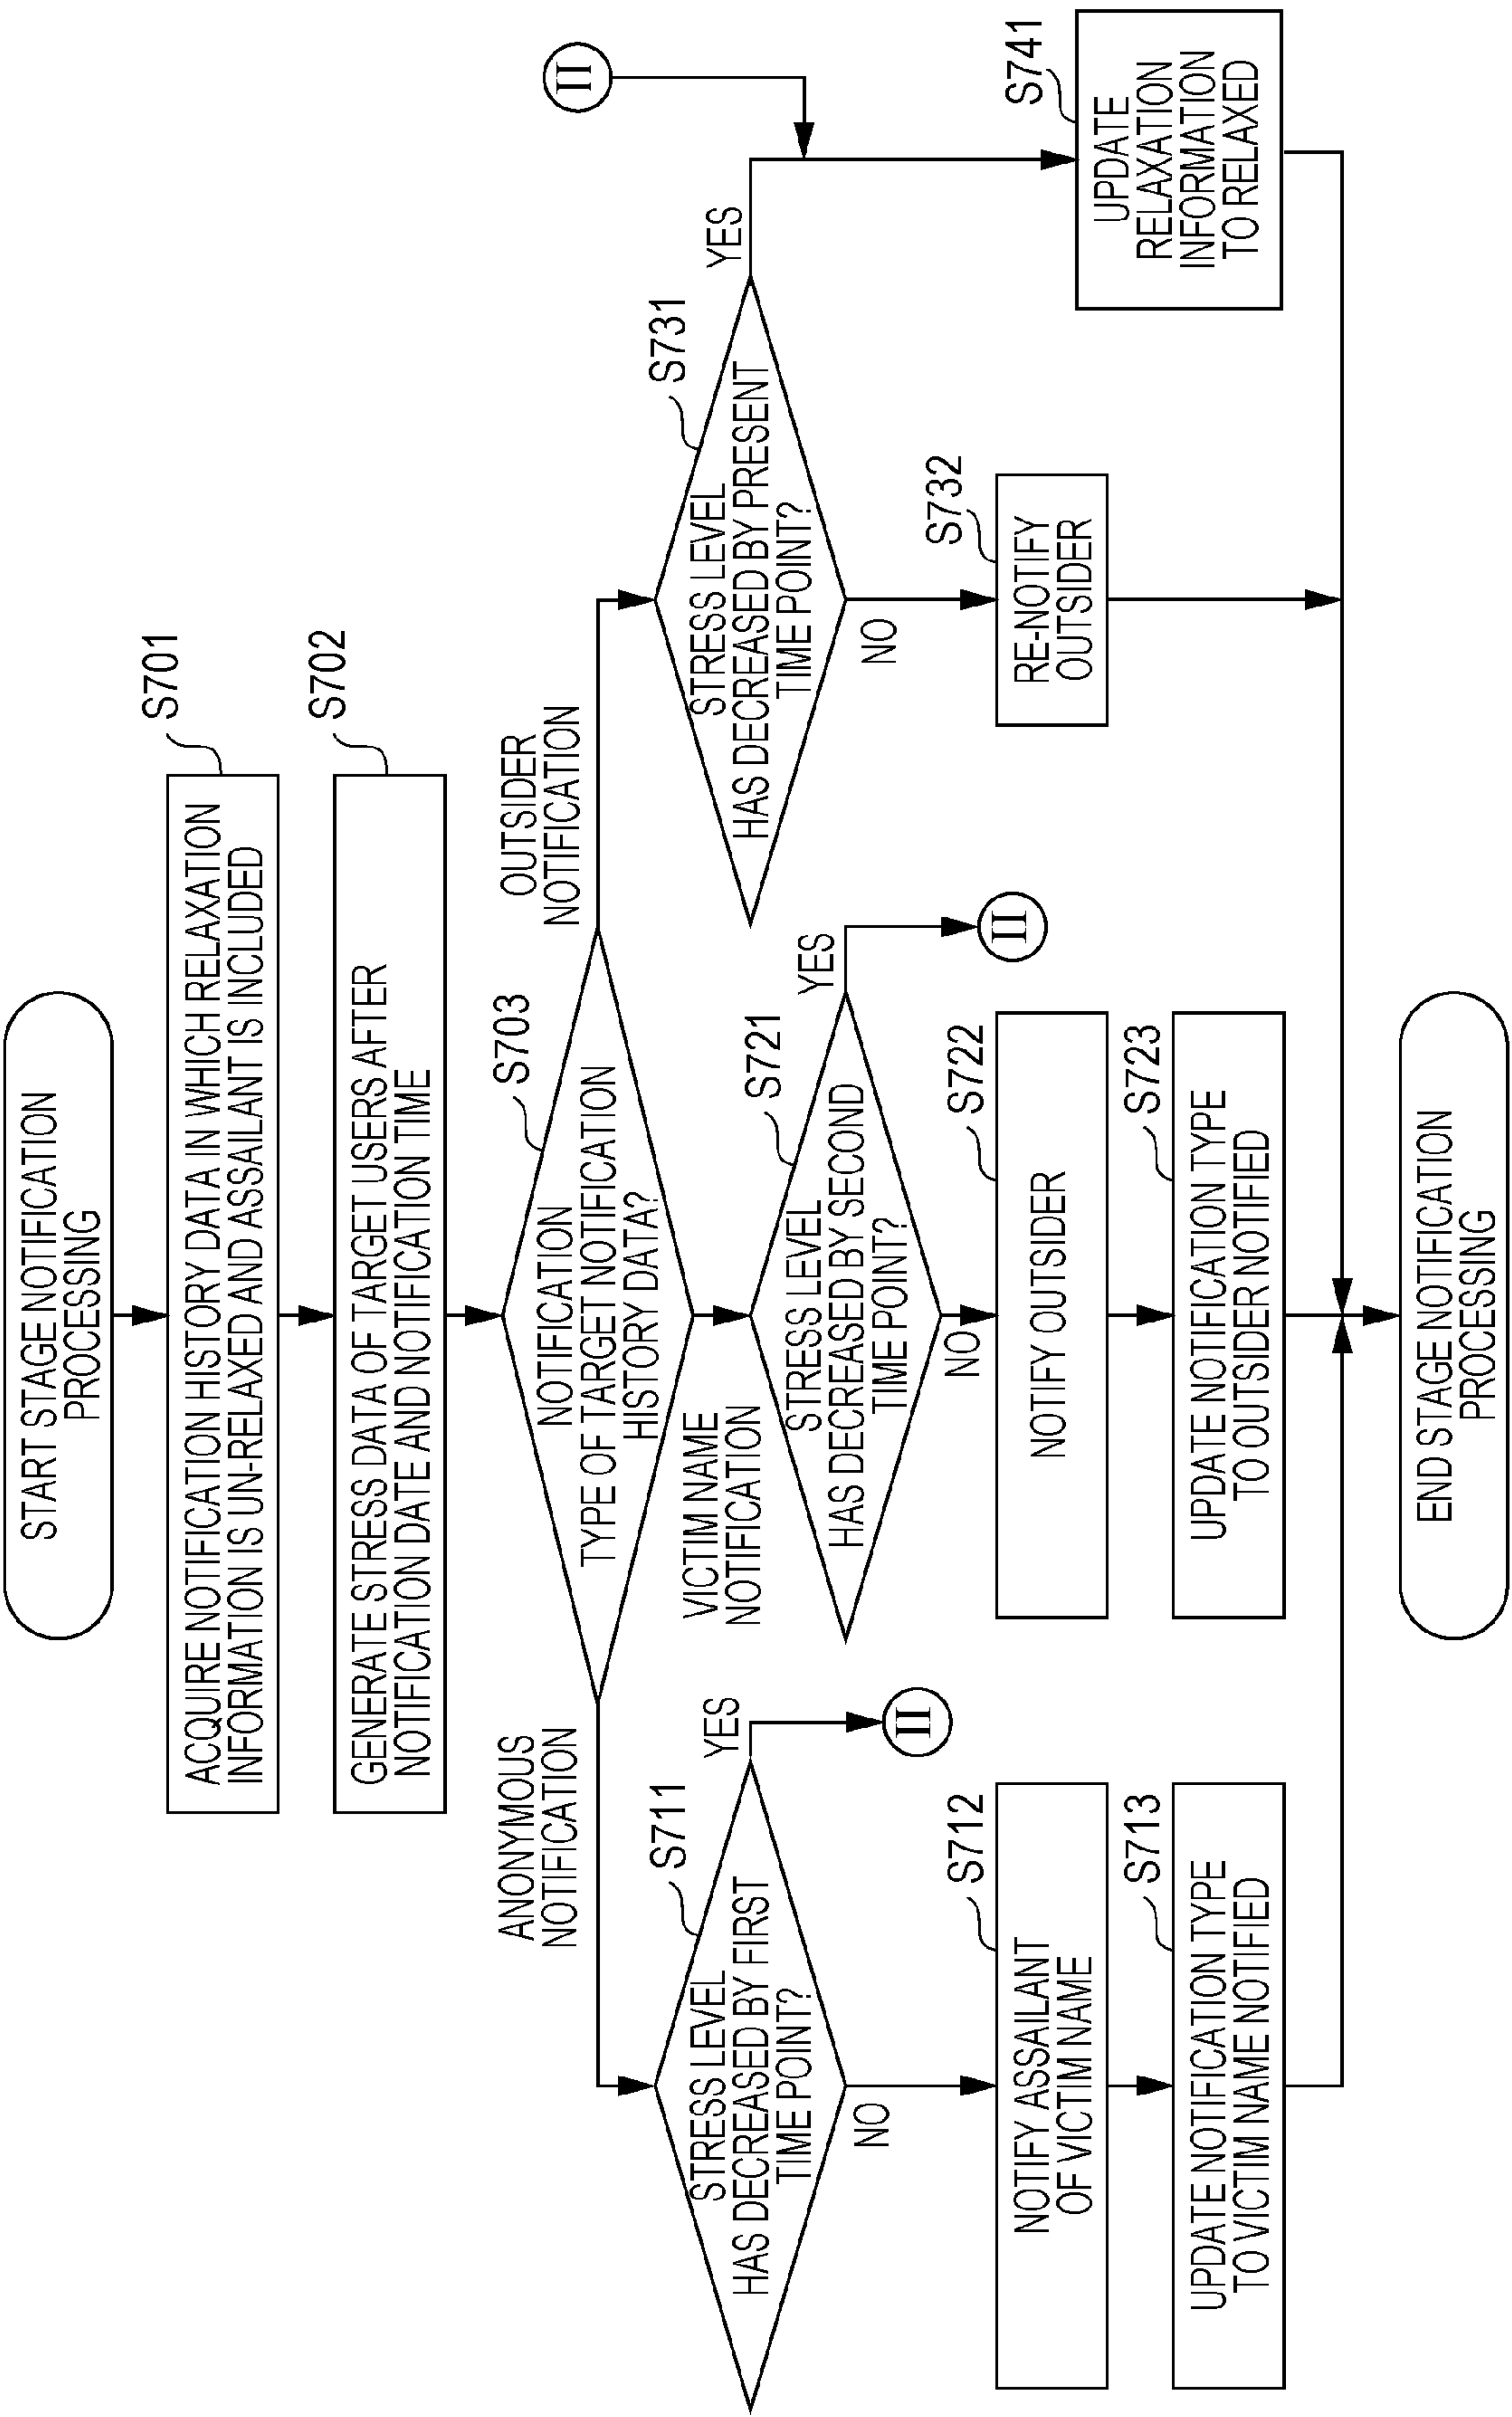 START STAGE NOTIFICATION
PROCESSING
S701
ACQUIRE NOTIFICATION HISTORY DATA IN WHICH RELAXATION
INFORMATION IS UN-RELAXED AND ASSAILANT IS INCLUDED
S702
GENERATE STRESS DATA OF TARGET USERS AFTER
NOTIFICATION DATE AND NOTIFICATION TIME
S703
NOTIFICATION
TYPE OF TARGET NOTIFICATION
HISTORY DATA?
ANONYMOUS
NOTIFICATION
VICTIM NAME
NOTIFICATION
OUTSIDER
NOTIFICATION
S711
STRESS LEVEL
HAS DECREASED BY FIRST
TIME POINT?
YES
II
NO
S712
NOTIFY ASSAILANT
OF VICTIM NAME
S713
UPDATE NOTIFICATION TYPE
TO VICTIM NAME NOTIFIED
S721
STRESS LEVEL
HAS DECREASED BY SECOND
TIME POINT?
YES
II
NO
S722
NOTIFY OUTSIDER
S723
UPDATE NOTIFICATION TYPE
TO OUTSIDER NOTIFIED
S731
STRESS LEVEL
HAS DECREASED BY PRESENT
TIME POINT?
YES
NO
S732
RE-NOTIFY
OUTSIDER
II
S741
UPDATE
RELAXATION
INFORMATION
TO RELAXED
END STAGE NOTIFICATION
PROCESSING